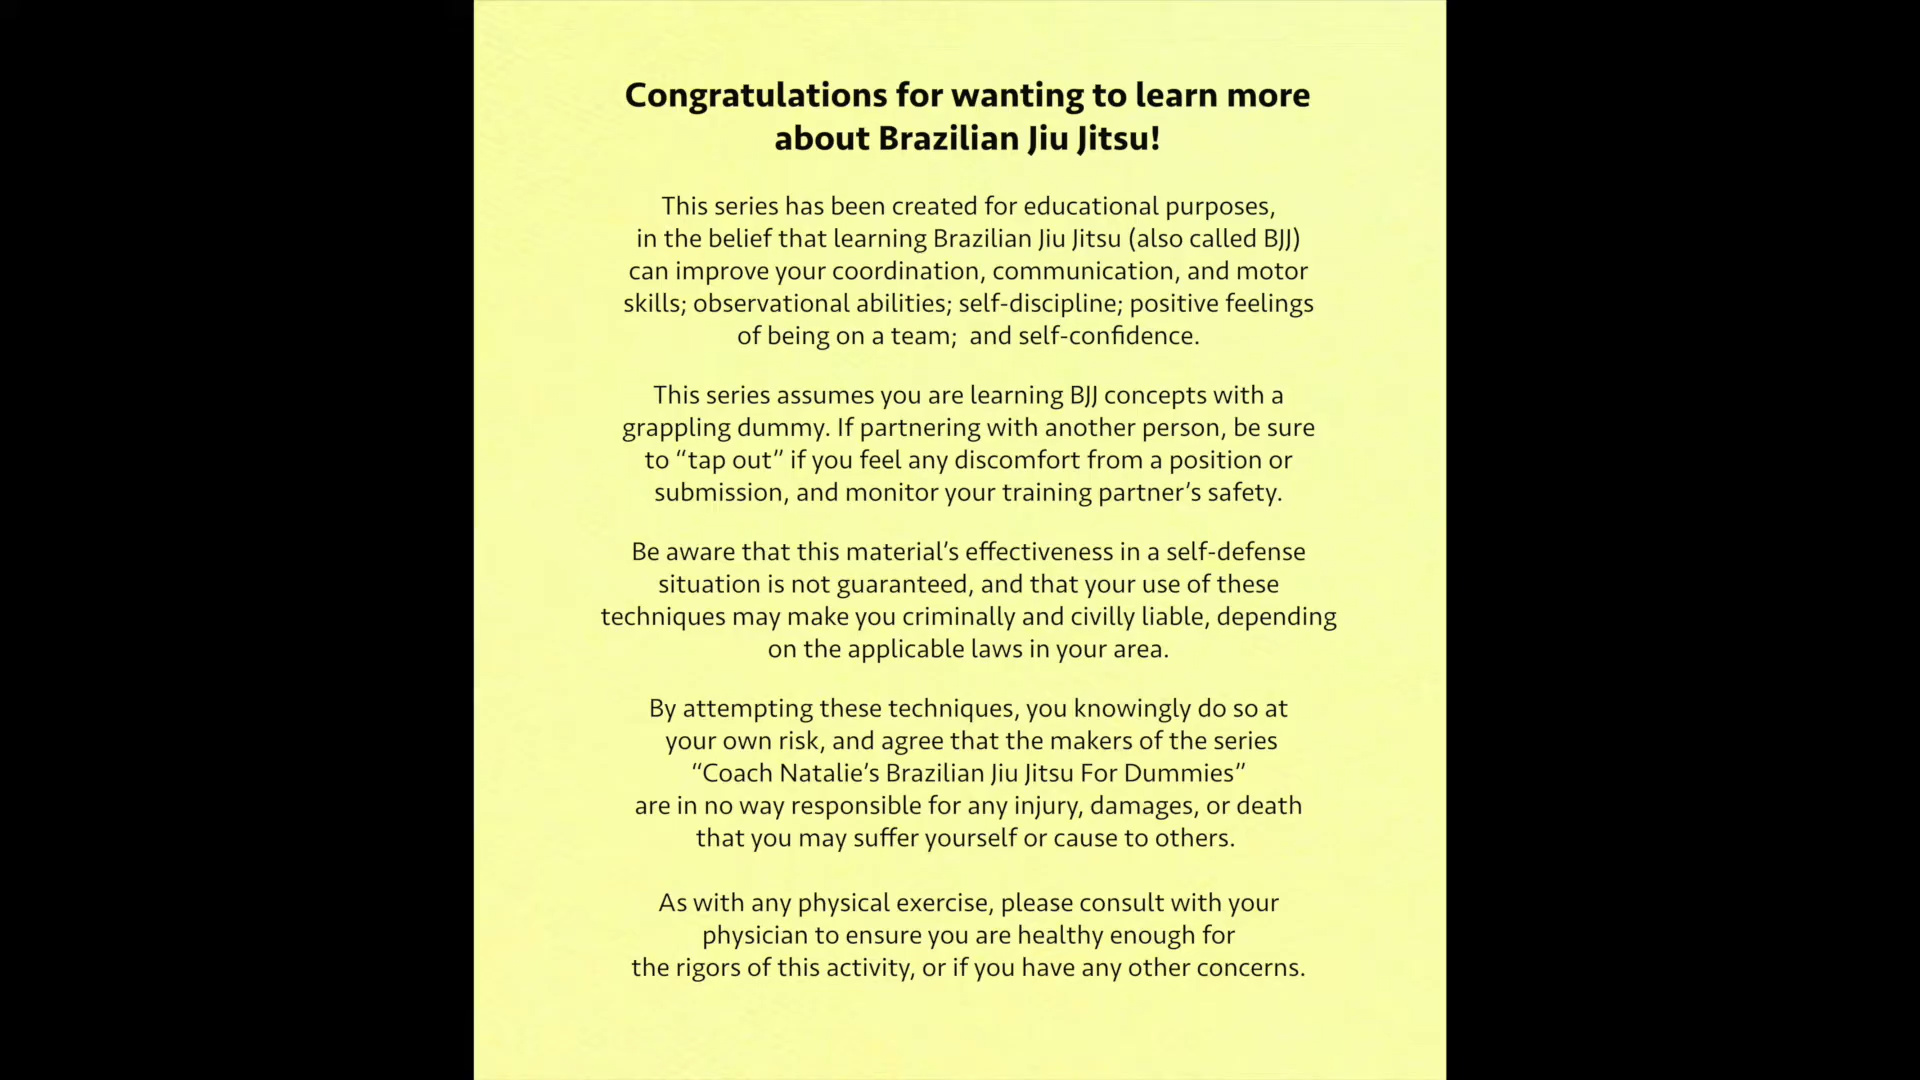 Congratulations for wanting to learn more
about Brazilian Jiu Jitsu!
This series has been created for educational purposes,
in the belief that learning Brazilian Jiu Jitsu (also called BJJ)
can improve your coordination, communication, and motor
skills; observational abilities; self-discipline; positive feelings
of being on a team;  and self-confidence.
This series assumes you are learning BJJ concepts with a
grappling dummy. If partnering with another person, be sure
to “tap out” if you feel any discomfort from a position or
submission, and monitor your training partner’s safety.
Be aware that this material’s effectiveness in a self-defense
situation is not guaranteed, and that your use of these
techniques may make you criminally and civilly liable, depending
on the applicable laws in your area.
By attempting these techniques, you knowingly do so at
your own risk, and agree that the makers of the series
“Coach Natalie’s Brazilian Jiu Jitsu For Dummies”
are in no way responsible for any injury, damages, or death
that you may suffer yourself or cause to others.
As with any physical exercise, please consult with your
physician to ensure you are healthy enough for
the rigors of this activity, or if you have any other concerns.